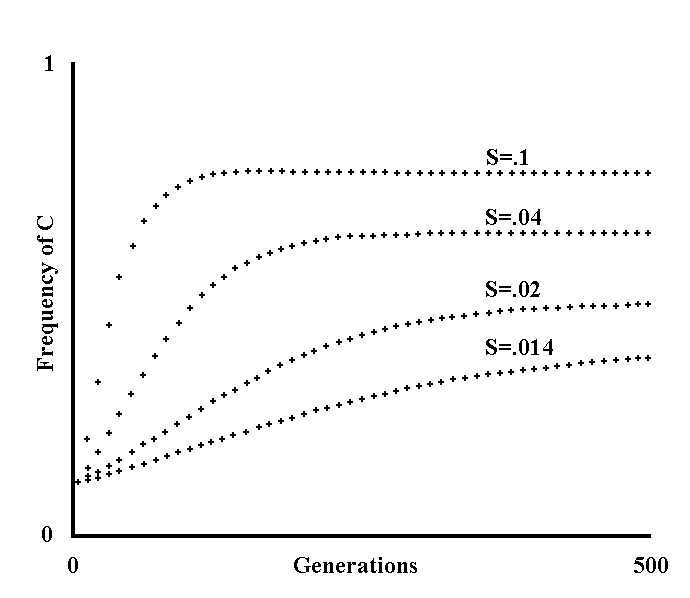 1
S=.1
S=.04
Frequency of C
S=.02
S=.014
0
0
Generations
500